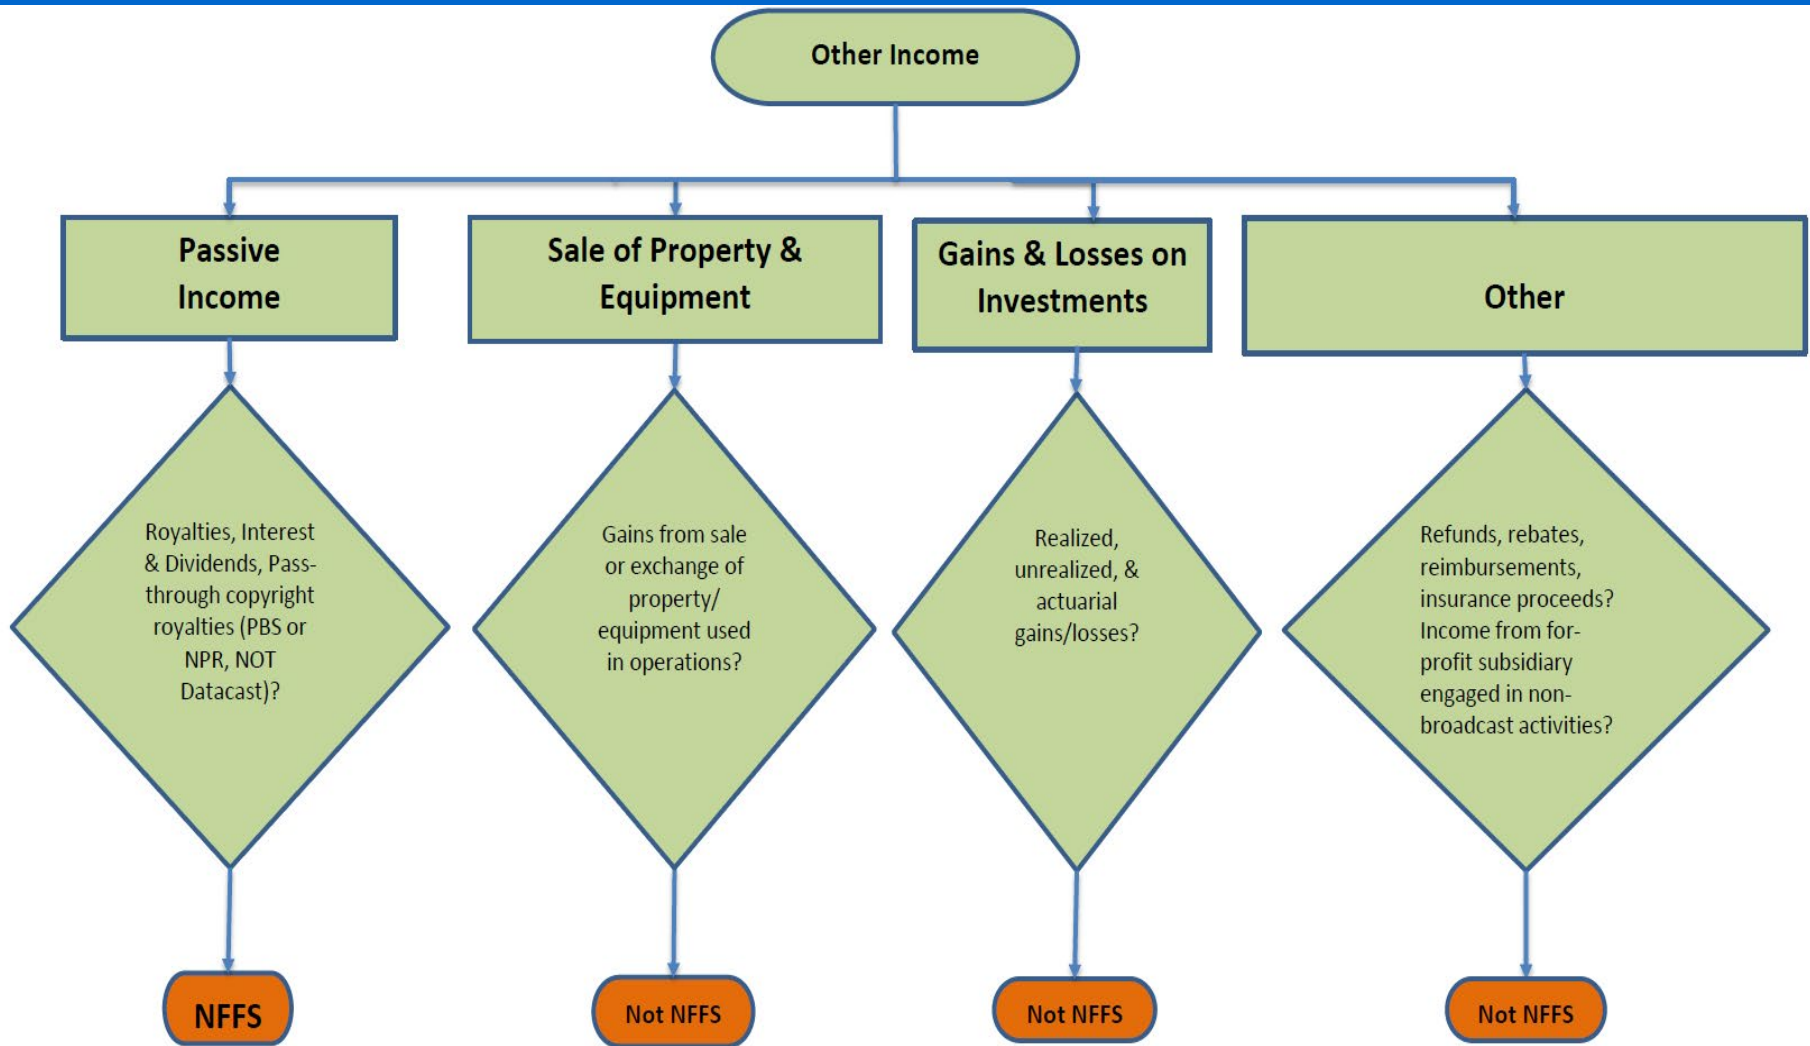 Other Income
Passive
Income
Sale of Property &
Equipment
Gains & Losses on
Investments
Other
Royalties, Interest
& Dividends, Pass-
through copyright
royalties (PBS or
NPR, NOT
Datacast)?
Gains from sale
or exchange of
property/
equipment used
in operations?
Realized,
unrealized, &
actuarial
gains/losses?
Refunds, rebates,
reimbursements,
insurance proceeds?
Income from for-
profit subsidiary
engaged in non-
broadcast activities?
NFFS
Not NFFS
Not NFFS
Not NFFS